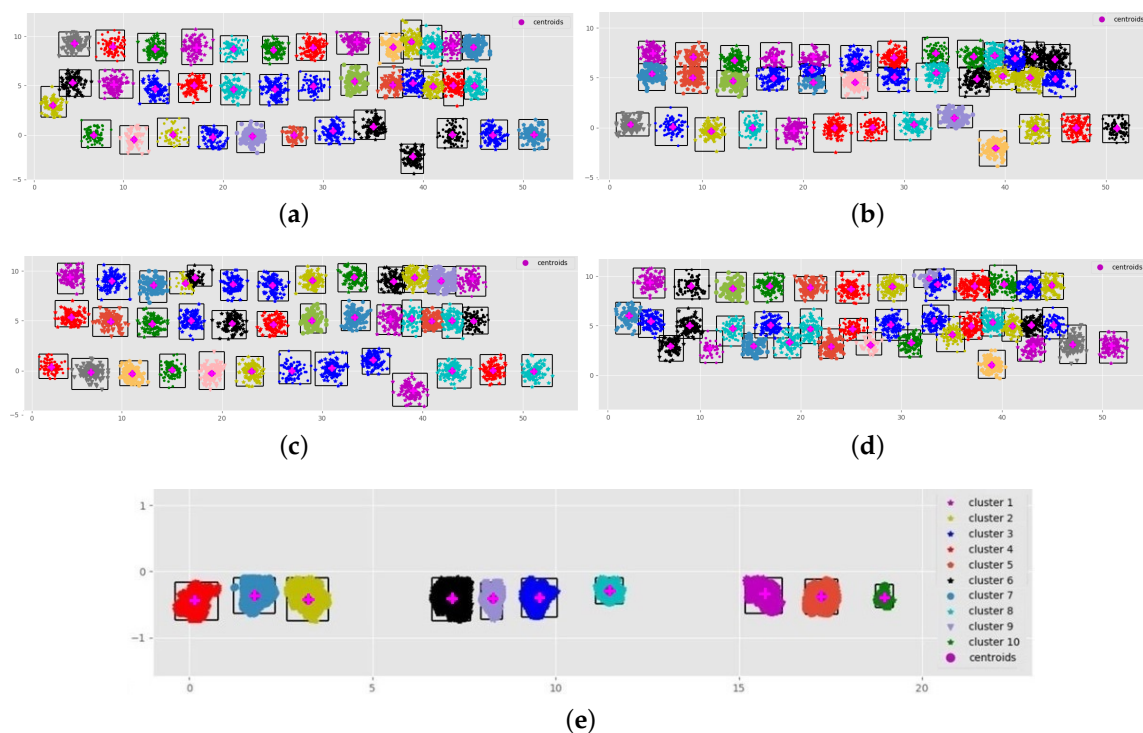 10
5
0
−5
0
10
20
30
40
50
centroids
(a)
10
5
0
−5
0
10
20
30
40
50
centroids
(b)
10
5
0
−5
0
10
20
30
40
50
centroids
(c)
10
5
0
0
10
20
30
40
50
centroids
(d)
1
0
−1
0
5
10
15
20
cluster 1
cluster 2
cluster 3
cluster 4
cluster 5
cluster 6
cluster 7
cluster 8
cluster 9
cluster 10
centroids
(e)